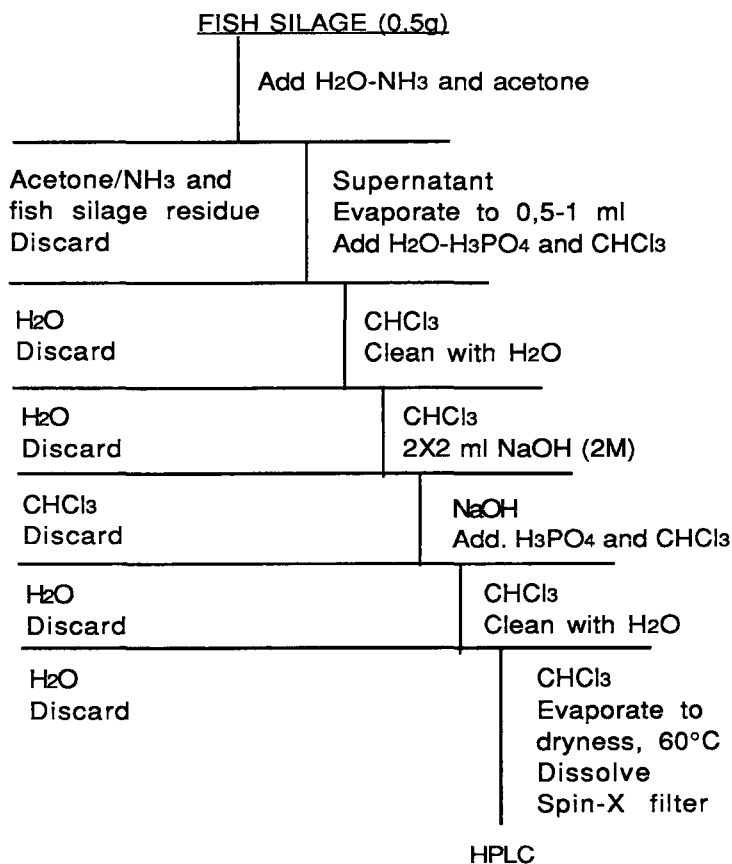 FISH SILAGE (0.5g)
Add H2O-NH3 and acetone
Acetone/NH3 and
fish silage residue
Discard
Supernatant
Evaporate to 0,5-1 ml
Add H2O-H3PO4 and CHCl3
H2O
Discard
CHCl3
Clean with H2O
H2O
Discard
CHCl3
2X2 ml NaOH (2M)
CHCl3
Discard
NaOH
Add. H3PO4 and CHCl3
H2O
Discard
CHCl3
Clean with H2O
H2O
Discard
CHCl3
Evaporate to
dryness, 60°C
Dissolve
Spin-X filter
HPLC